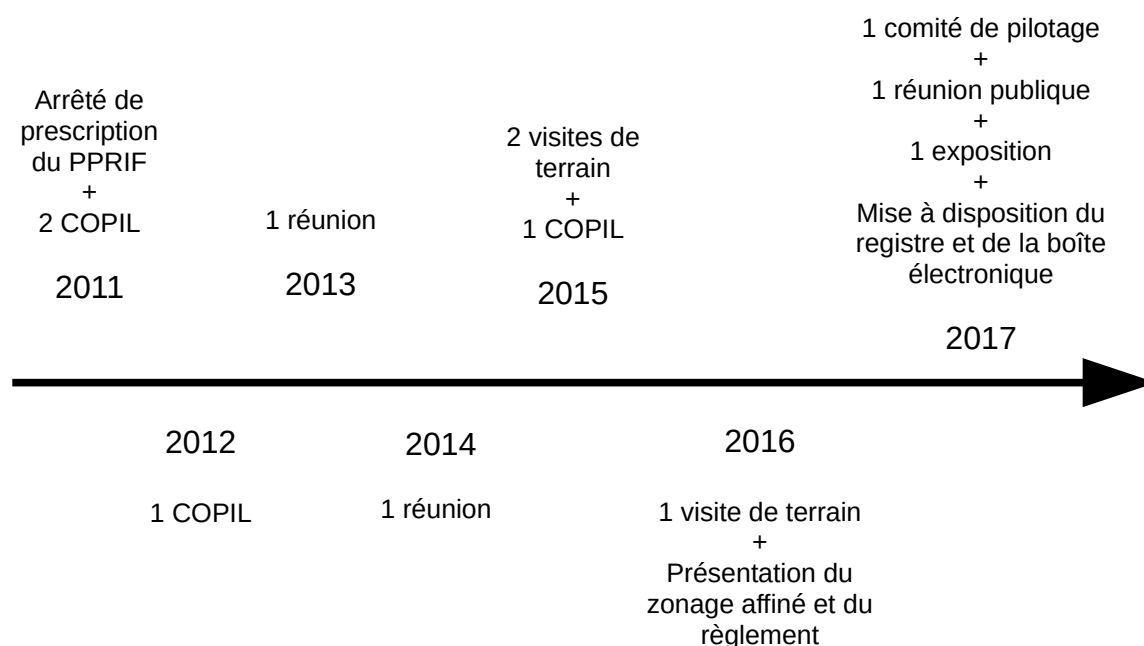 Arrêté de
prescription
du PPRIF
+
2 COPIL
2011
1 réunion
2013
2 visites de
terrain
+
1 COPIL
2015
1 comité de pilotage
+
1 réunion publique
+
1 exposition
+
Mise à disposition du
registre et de la boîte
électronique
2017
2012
1 COPIL
2014
1 réunion
2016
1 visite de terrain
+
Présentation du
zonage affiné et du
règlement